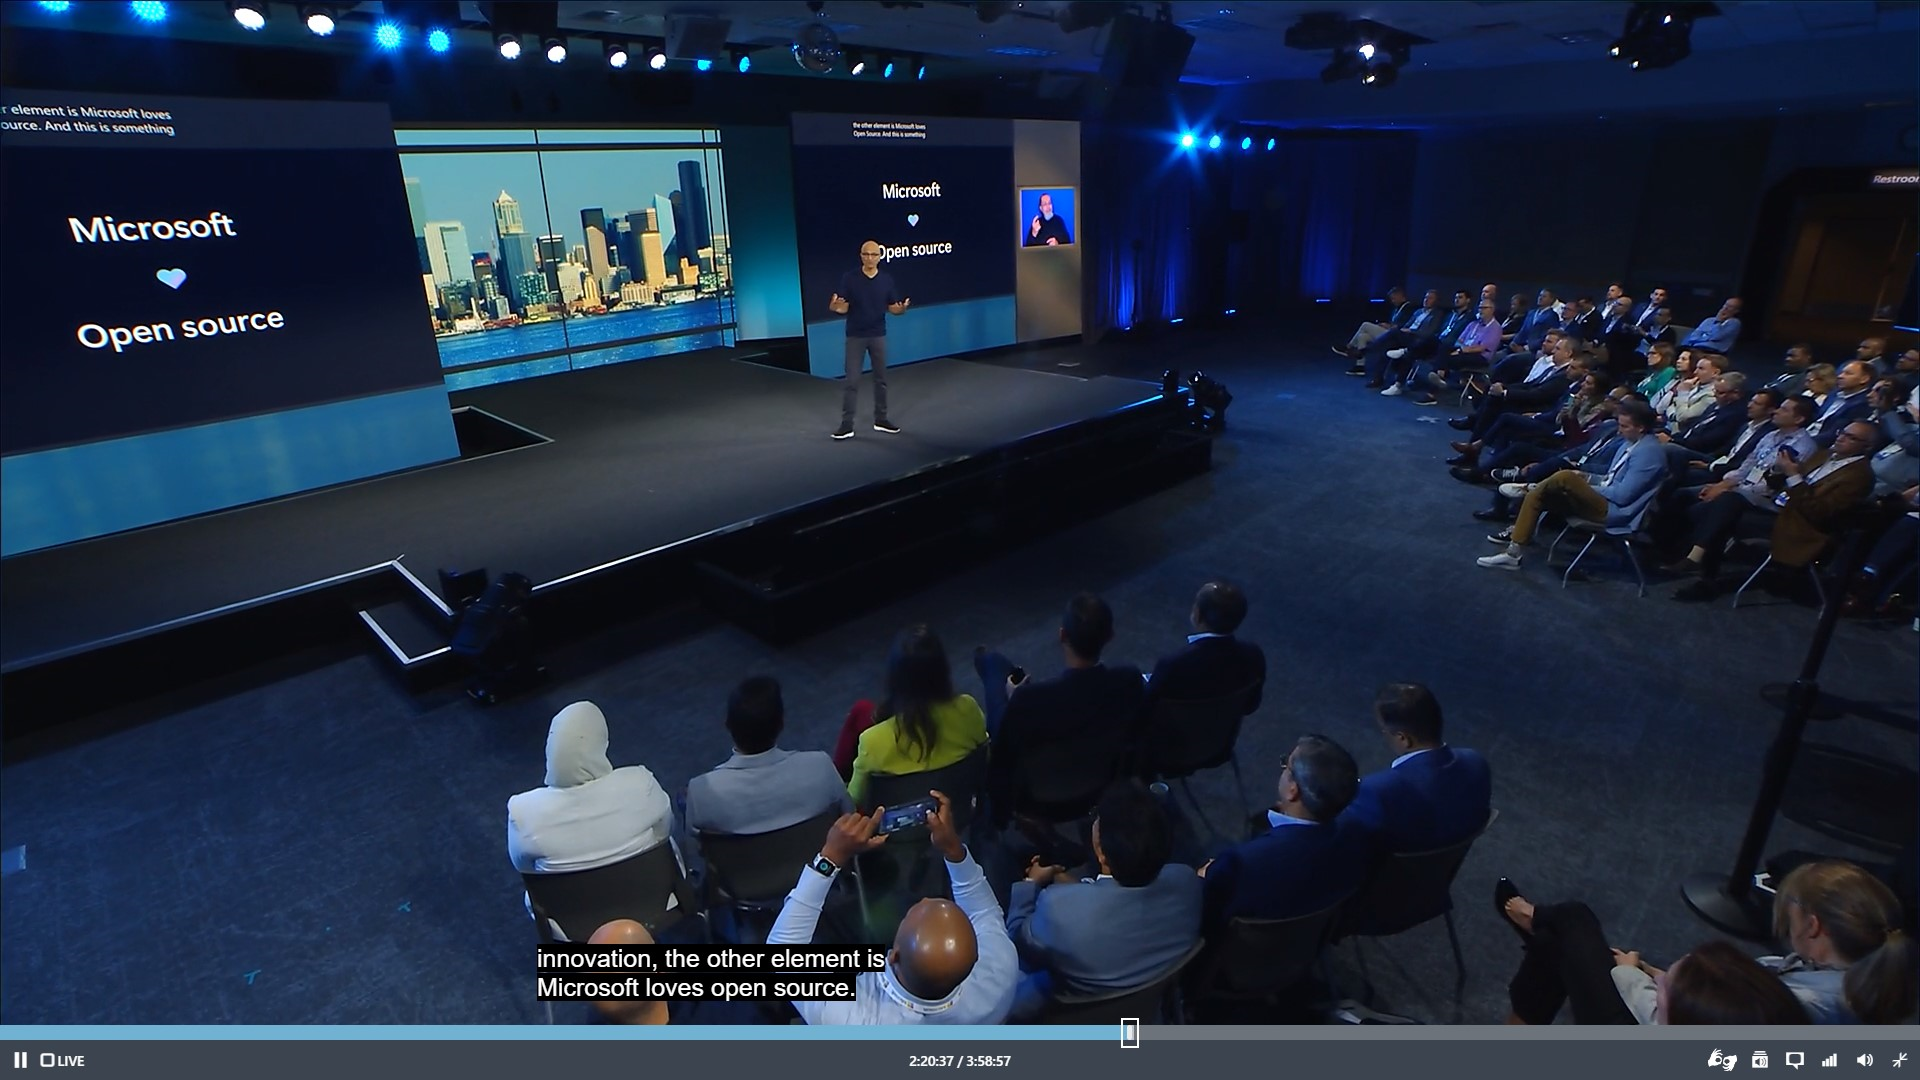 r element is Microsoft loves
ource. And this is something
Microsoft
Open source
the other element is Microsoft loves
Open Source. And this is something
Microsoft
Open source
Restroor
innovation, the other element is
Microsoft loves open source.
LIVE
2:20:37 / 3:58:57